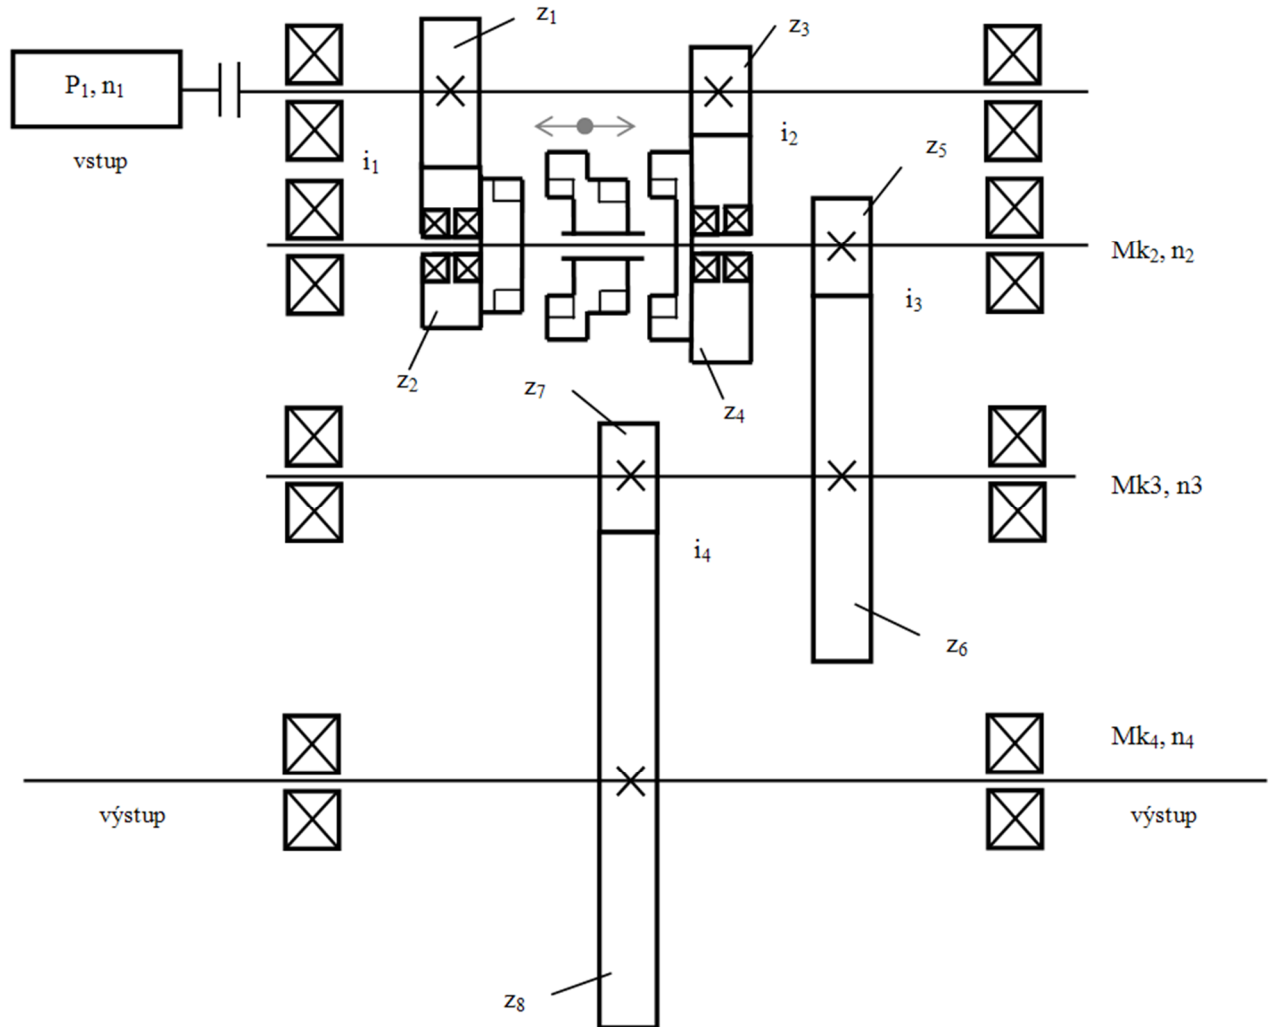 z₁
z₃
P₁, n₁
i₂
z₅
vstup
i₁
Mk₂, n₂
i₃
z₂
z₇
z₄
Mk3, n3
i₄
z₆
Mk₄, n₄
výstup
výstup
z₈